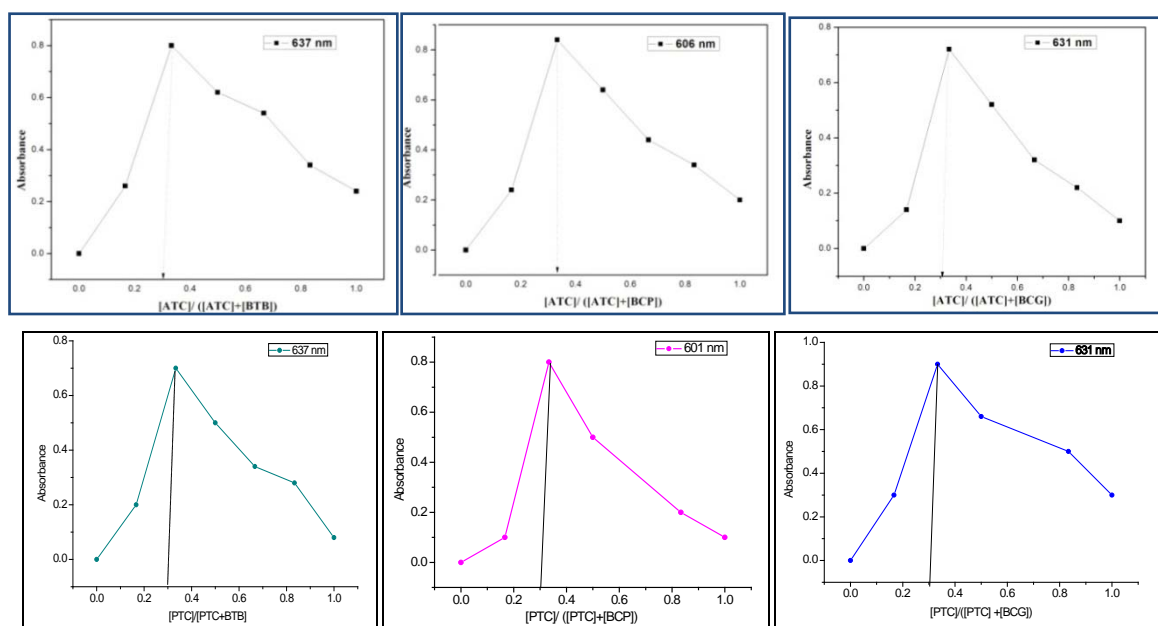 637 nm
Absorbance
0.8
0.6
0.4
0.2
0.0
0.0 0.2 0.4 0.6 0.8 1.0
[ATC]/ ([ATC]+[BTB])
606 nm
Absorbance
0.8
0.6
0.4
0.2
0.0
0.0 0.2 0.4 0.6 0.8 1.0
[ATC]/ ([ATC]+[BCP])
631 nm
Absorbance
0.8
0.6
0.4
0.2
0.0
0.0 0.2 0.4 0.6 0.8 1.0
[ATC]/ ([ATC]+[BCG])
637 nm
Absorbance
0.8
0.6
0.4
0.2
0.0
0.0 0.2 0.4 0.6 0.8 1.0
[PTC]/[PTC+BTB]
601 nm
Absorbance
0.8
0.6
0.4
0.2
0.0
0.0 0.2 0.4 0.6 0.8 1.0
[PTC]/ ([PTC]+[BCP])
631 nm
Absorbance
1.0
0.8
0.6
0.4
0.2
0.0
0.0 0.2 0.4 0.6 0.8 1.0
[PTC]/([PTC] +[BCG])